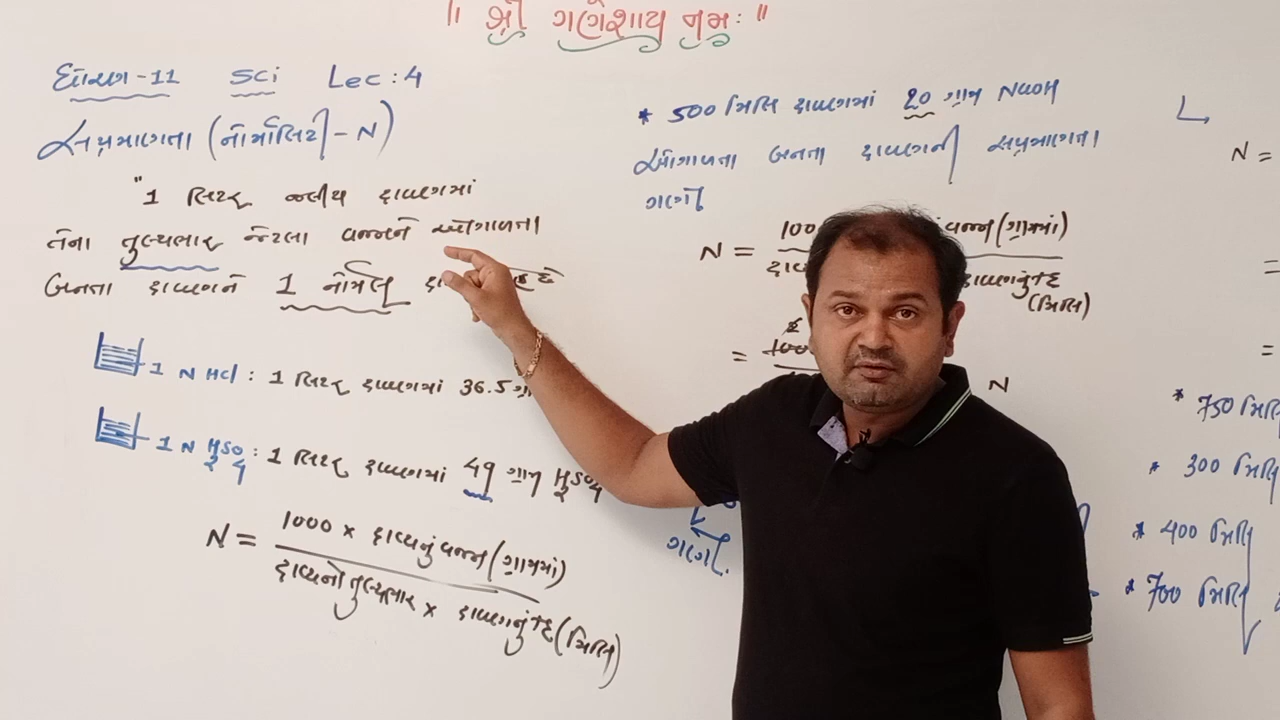 " શ્રી ગણેશાય નમઃ "
ધોરણ - 11 Sci Lec : 4
સપ્રમાણતા (નોર્માલિટી - N)
"1 લિટર જલીય દ્રાવણમાં
તેના તુલ્યભાર જેટલા વજનને ઓગાળતા
બનતા દ્રાવણને 1 નોર્મલ
1 N HCl : 1 લિટર દ્રાવણમાં 36.5
1 N H₂SO₄ : 1 લિટર દ્રાવણમાં 49 ગ્રામ H₂SO₄
N = 1000 × દ્રાવ્યનું વજન (ગ્રામમાં)
દ્રાવ્યનો તુલ્યભાર × દ્રાવણનું કદ (મિલિ)
* 500 મિલિ દ્રાવણમાં 20 ગ્રામ NaOH
ઓગાળતા બનતા દ્રાવણની સપ્રમાણતા
ગણો
N = વજન (ગ્રામમાં)
દ્રાવણનું કદ
(મિલિ)
= N
ગણો.
N =
=
=
* 750 મિલિ
* 300 મિલિ
* 400 મિલિ
* 700 મિલિ